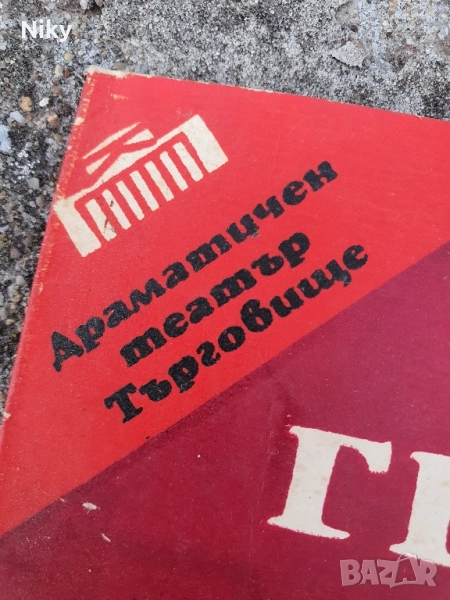 Niky
Драматичен
театър
Търговище
BAZAR